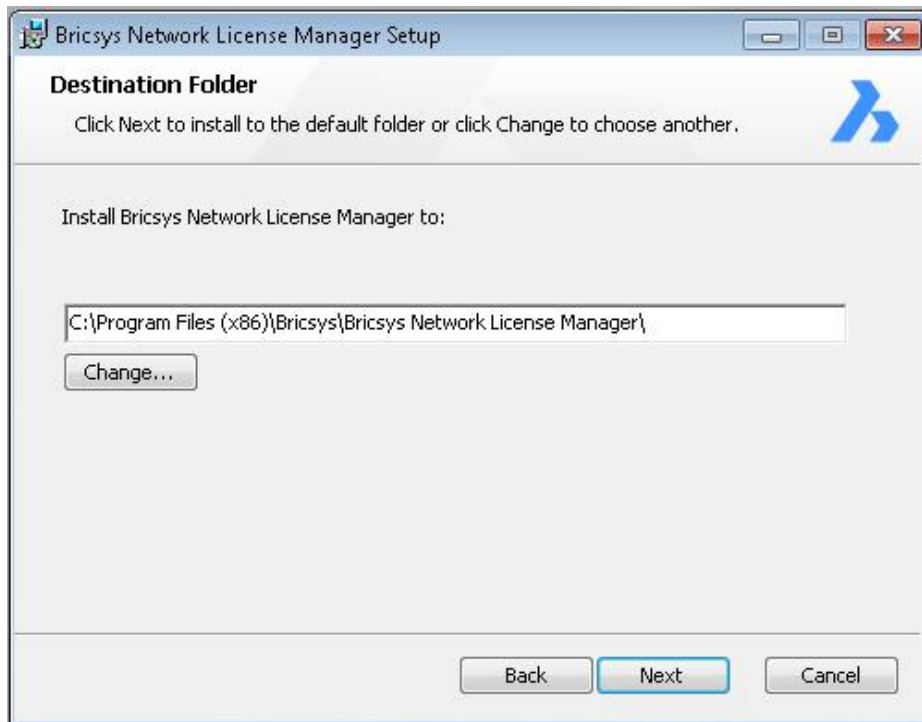 Bricsys Network License Manager Setup
Destination Folder
Click Next to install to the default folder or click Change to choose another.
Install Bricsys Network License Manager to:
C:\Program Files (x86)\Bricsys\Bricsys Network License Manager\
Change...
Back Next Cancel